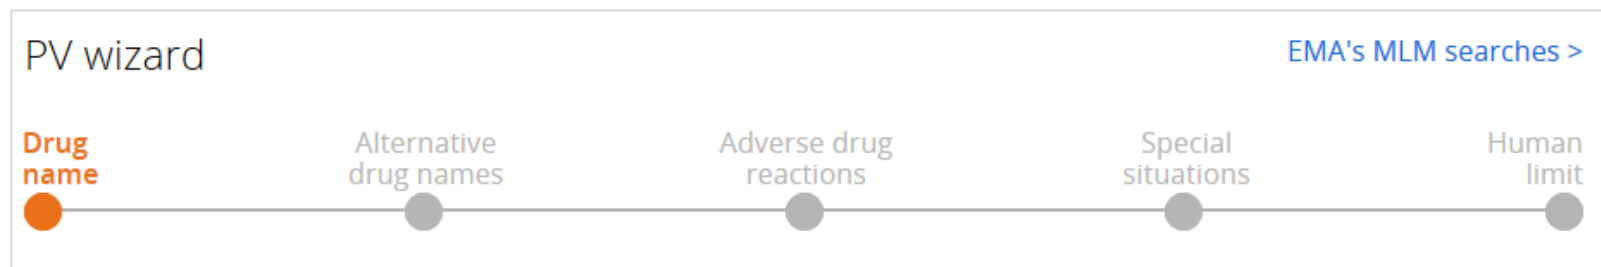 PV wizard
EMA's MLM searches >
Drug
name
Alternative
drug names
Adverse drug
reactions
Special
situations
Human
limit